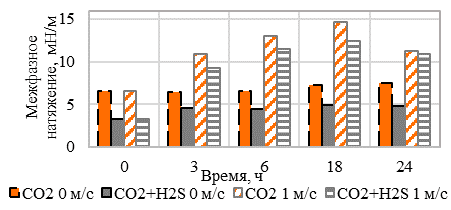 Межфазное
натяжение, мН/м
15
10
5
0
0 3 6 18 24
Время, ч
CO2 0 м/с CO2+H2S 0 м/с CO2 1 м/с CO2+H2S 1 м/с